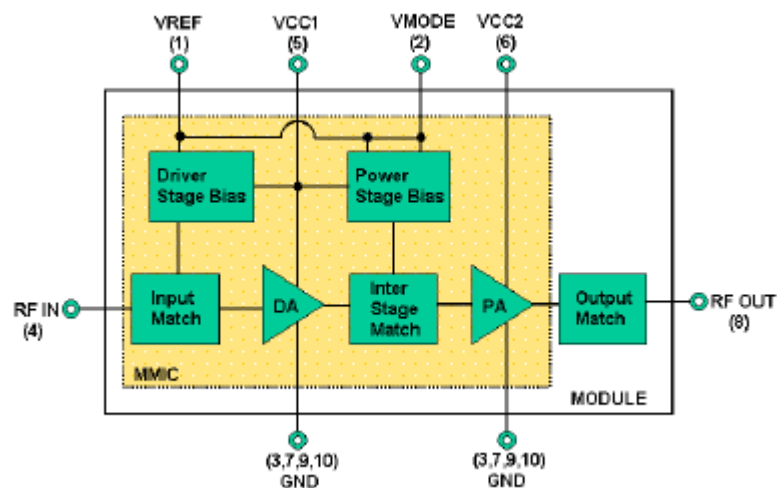 VREF
(1)
VCC1
(5)
VMODE
(2)
VCC2
(6)
Driver
Stage Bias
Power
Stage Bias
RF IN
(4)
Input
Match
DA
Inter
Stage
Match
PA
Output
Match
RF OUT
(8)
MMIC
MODULE
(3,7,9,10)
GND
(3,7,9,10)
GND